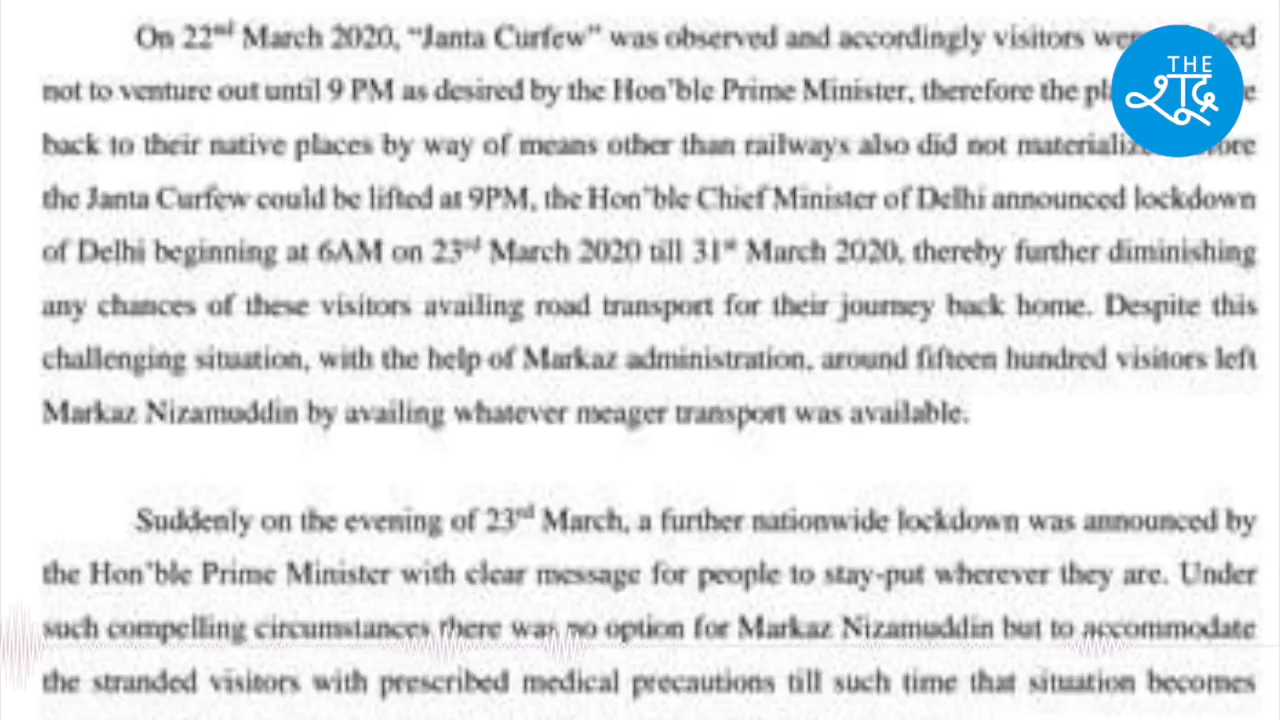 On 22nd March 2020, "Janta Curfew" was observed and accordingly visitors
THE
शब्द
not to venture out until 9 PM as desired by the Hon'ble Prime Minister, therefore the
back to their native places by way of means other than railways also did not
the Janta Curfew could be lifted at 9PM, the Hon'ble Chief Minister of Delhi announced lockdown
of Delhi beginning at 6AM on 23rd March 2020 till 31st March 2020, thereby further diminishing
any chances of these visitors availing road transport for their journey back home. Despite this
challenging situation, with the help of Markaz administration, around fifteen hundred visitors left
Markaz Nizamuddin by availing whatever meager transport was available.
Suddenly on the evening of 23rd March, a further nationwide lockdown was announced by
the Hon'ble Prime Minister with clear message for people to stay-put wherever they are. Under
such compelling circumstances there was no option for Markaz Nizamuddin but to accommodate
the stranded visitors with prescribed medical precautions till such time that situation becomes